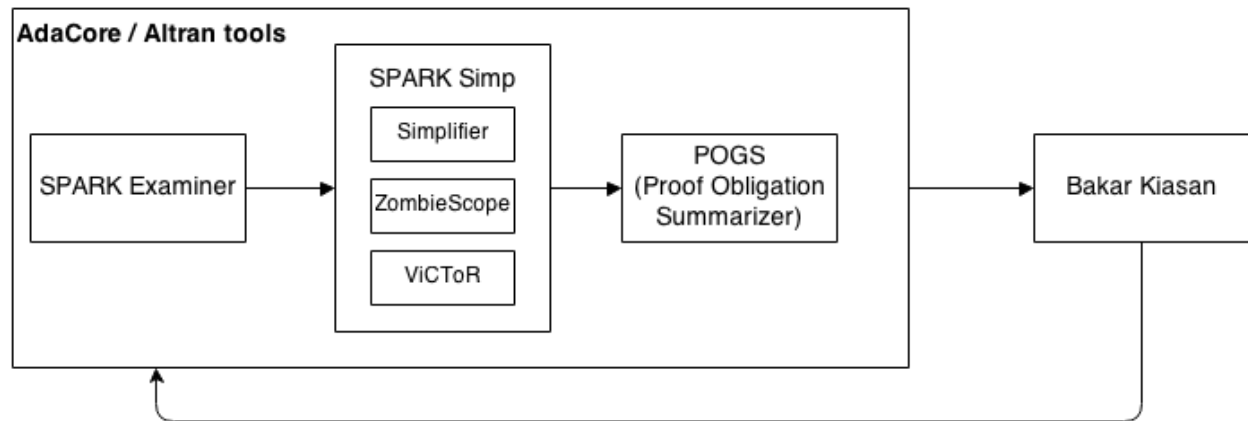 AdaCore / Altran tools
SPARK Examiner
SPARK Simp
Simplifier
ZombieScope
ViCToR
POGS
(Proof Obligation
Summarizer)
Bakar Kiasan